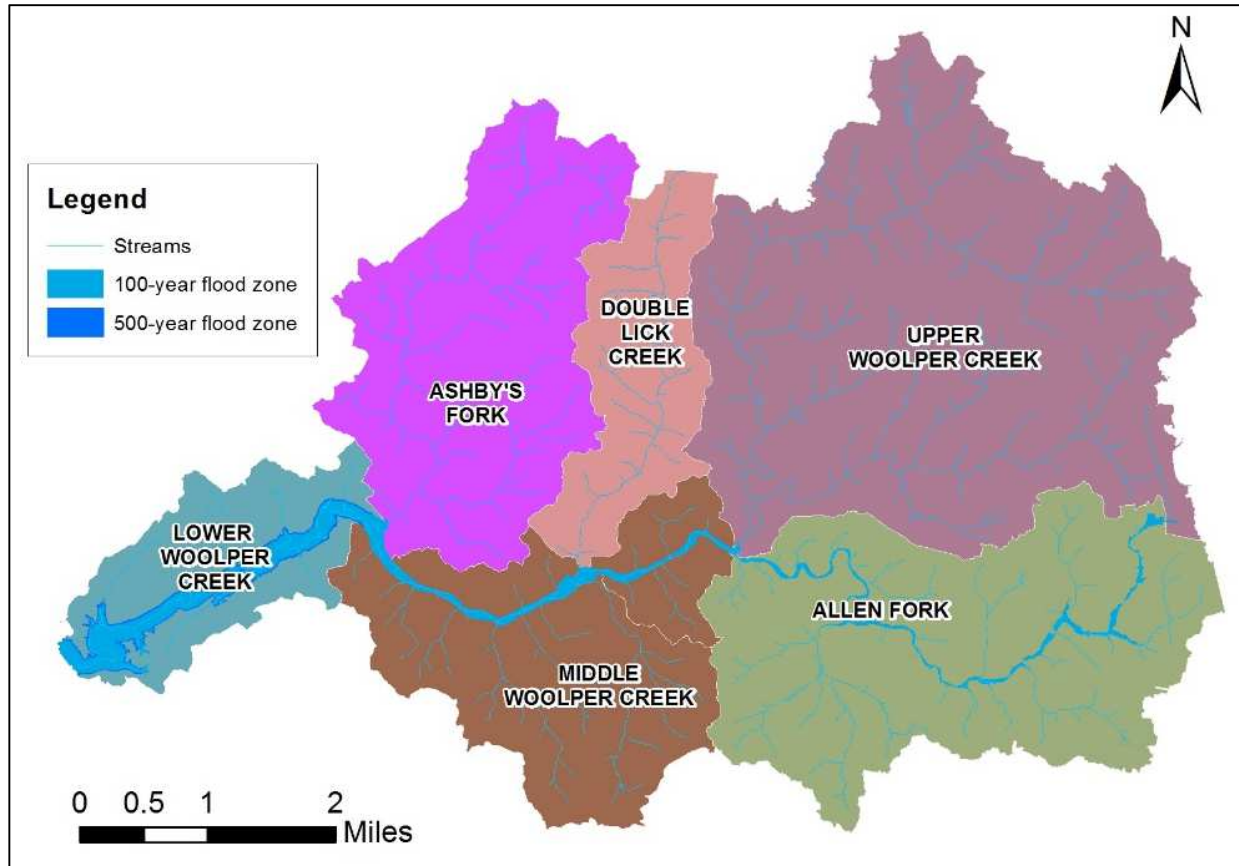 N
Legend
Streams
100-year flood zone
500-year flood zone
DOUBLE
LICK
CREEK
UPPER
WOOLPER CREEK
ASHBY'S
FORK
LOWER
WOOLPER
CREEK
ALLEN FORK
MIDDLE
WOOLPER CREEK
0 0.5 1 2
Miles